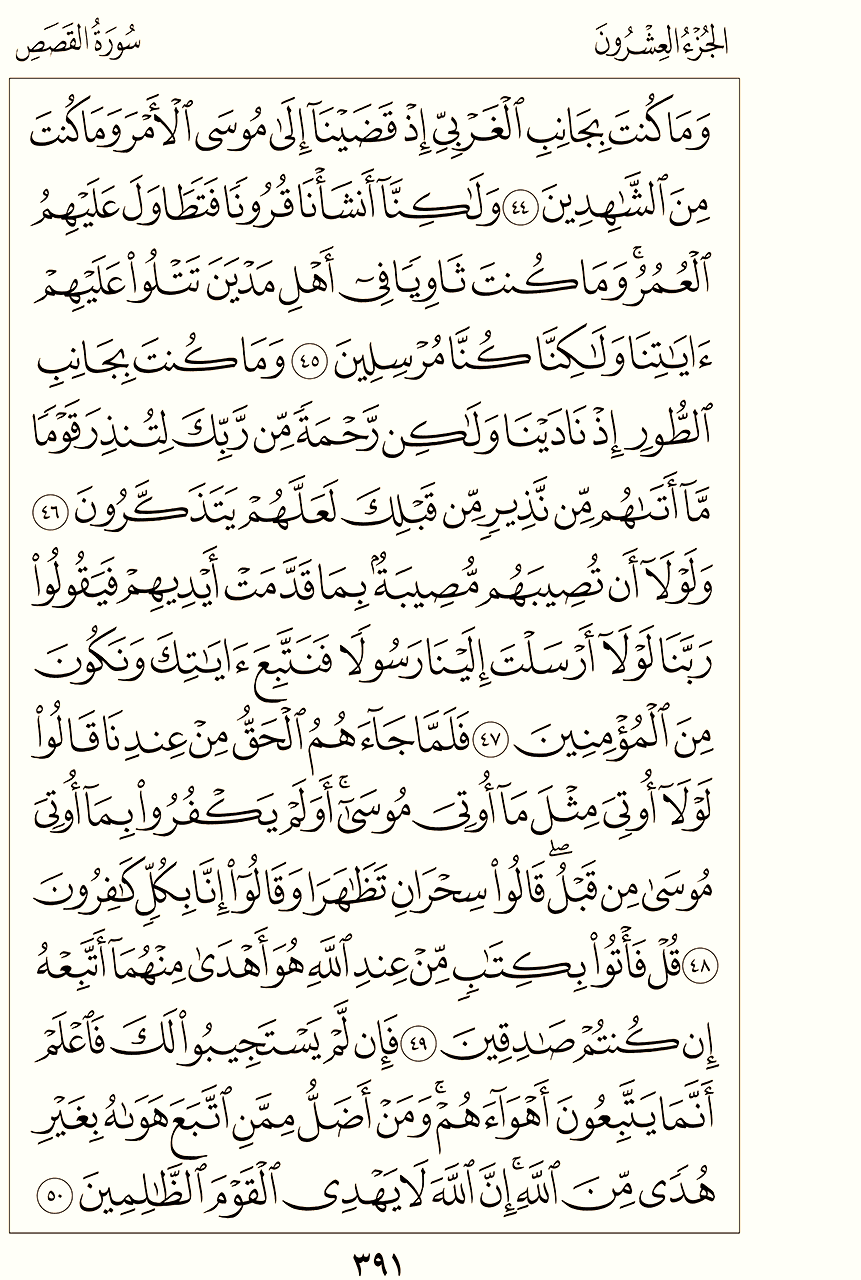 الجُزْءُ العِشْرُونَ
سُورَةُ القَصَصِ
وَمَا كُنتَ بِجَانِبِ ٱلْغَرْبِيِّ إِذْ قَضَيْنَآ إِلَىٰ مُوسَى ٱلْأَمْرَ وَمَا كُنتَ
مِنَ ٱلشَّٰهِدِينَ ٤٤ وَلَٰكِنَّآ أَنشَأْنَا قُرُونًا فَتَطَاوَلَ عَلَيْهِمُ
ٱلْعُمُرُۚ وَمَا كُنتَ ثَاوِيًا فِىٓ أَهْلِ مَدْيَنَ تَتْلُوا۟ عَلَيْهِمْ
ءَايَٰتِنَا وَلَٰكِنَّا كُنَّا مُرْسِلِينَ ٤٥ وَمَا كُنتَ بِجَانِبِ
ٱلطُّورِ إِذْ نَادَيْنَا وَلَٰكِن رَّحْمَةً مِّن رَّبِّكَ لِتُنذِرَ قَوْمًا
مَّآ أَتَىٰهُم مِّن نَّذِيرٍ مِّن قَبْلِكَ لَعَلَّهُمْ يَتَذَكَّرُونَ ٤٦
وَلَوْلَآ أَن تُصِيبَهُم مُّصِيبَةٌۢ بِمَا قَدَّمَتْ أَيْدِيهِمْ فَيَقُولُوا۟
رَبَّنَا لَوْلَآ أَرْسَلْتَ إِلَيْنَا رَسُولًا فَنَتَّبِعَ ءَايَٰتِكَ وَنَكُونَ
مِنَ ٱلْمُؤْمِنِينَ ٤٧ فَلَمَّا جَآءَهُمُ ٱلْحَقُّ مِنْ عِندِنَا قَالُوا۟
لَوْلَآ أُوتِىَ مِثْلَ مَآ أُوتِىَ مُوسَىٰٓۚ أَوَلَمْ يَكْفُرُوا۟ بِمَآ أُوتِىَ
مُوسَىٰ مِن قَبْلُۖ قَالُوا۟ سِحْرَانِ تَظَٰهَرَا وَقَالُوٓا۟ إِنَّا بِكُلٍّ كَٰفِرُونَ
٤٨ قُلْ فَأْتُوا۟ بِكِتَٰبٍ مِّنْ عِندِ ٱللَّهِ هُوَ أَهْدَىٰ مِنْهُمَآ أَتَّبِعْهُ
إِن كُنتُمْ صَٰدِقِينَ ٤٩ فَإِن لَّمْ يَسْتَجِيبُوا۟ لَكَ فَٱعْلَمْ
أَنَّمَا يَتَّبِعُونَ أَهْوَآءَهُمْۚ وَمَنْ أَضَلُّ مِمَّنِ ٱتَّبَعَ هَوَىٰهُ بِغَيْرِ
هُدًى مِّنَ ٱللَّهِۚ إِنَّ ٱللَّهَ لَا يَهْدِى ٱلْقَوْمَ ٱلظَّٰلِمِينَ ٥٠
٣٩١